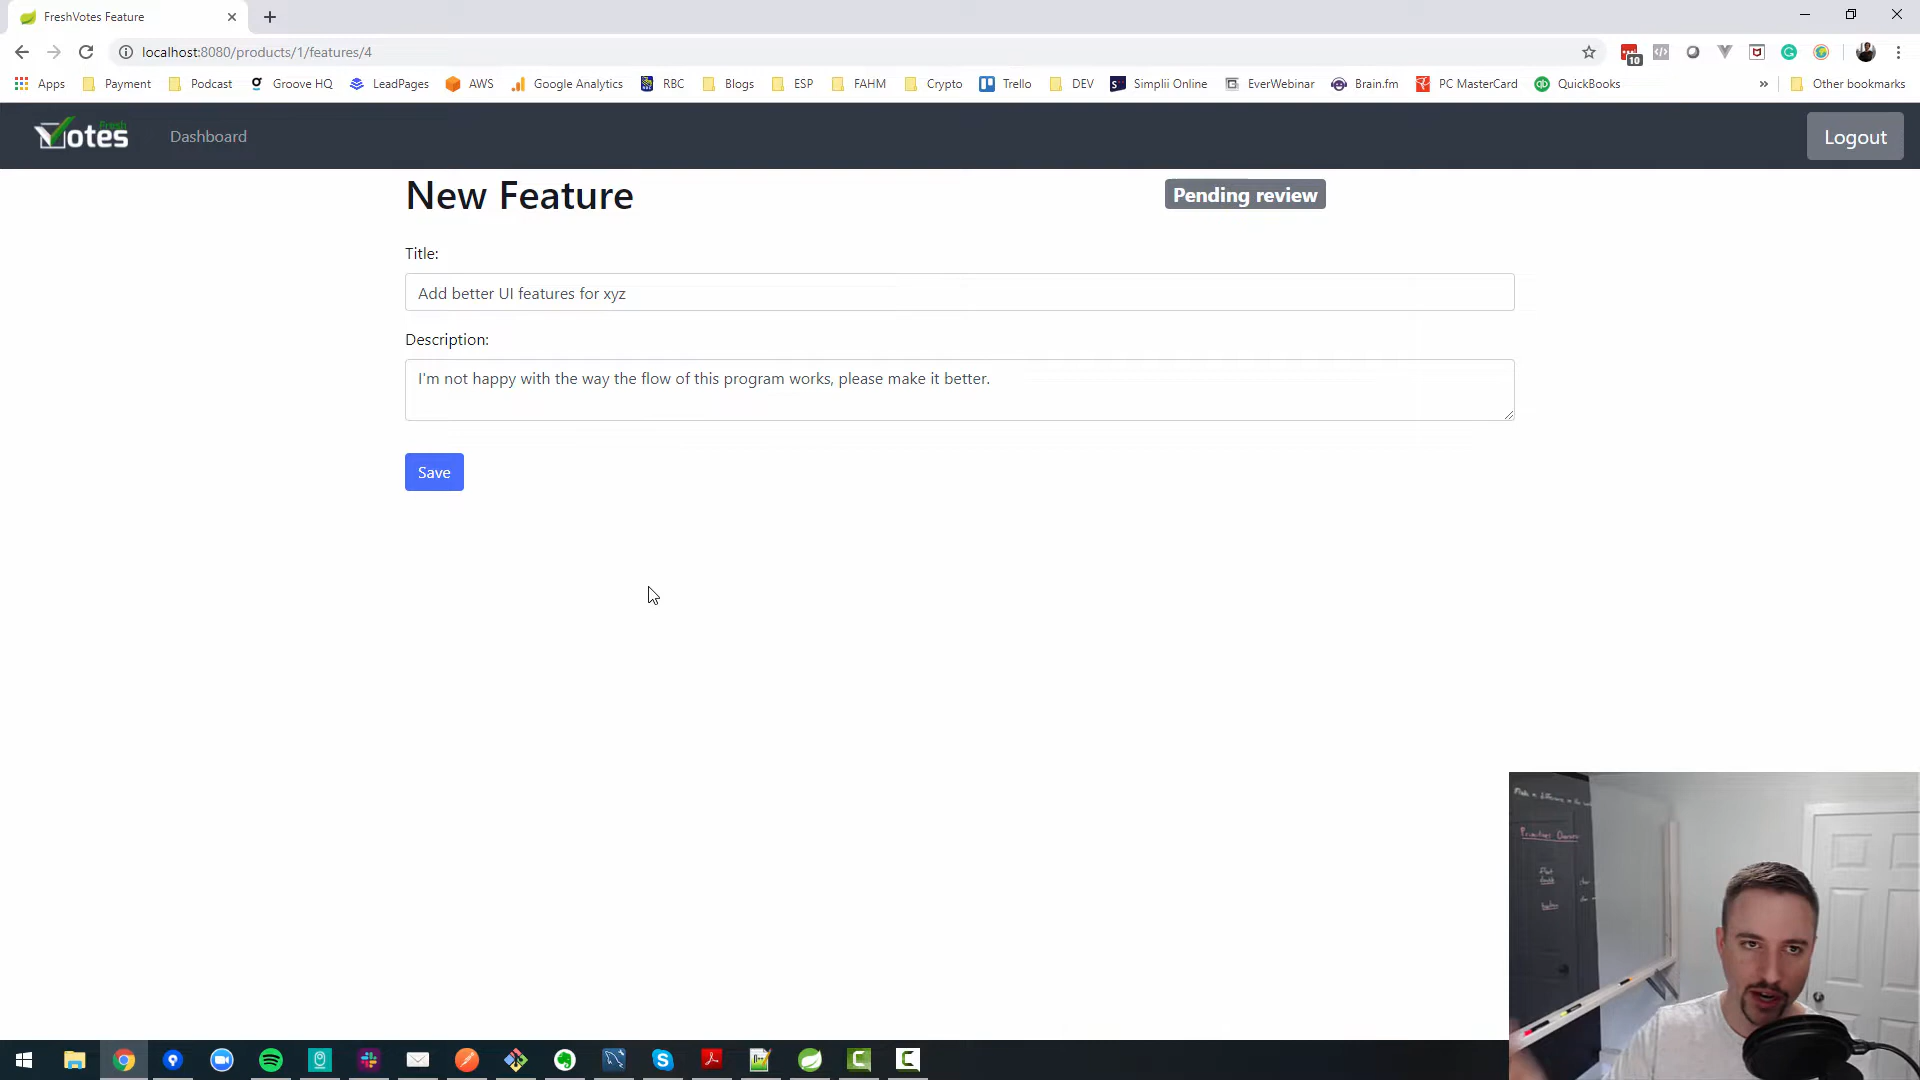 FreshVotes Feature
localhost:8080/products/1/features/4
10
Apps Payment Podcast Groove HQ LeadPages AWS Google Analytics RBC Blogs ESP FAHM Crypto Trello DEV Simplii Online EverWebinar Brain.fm PC MasterCard QuickBooks » Other bookmarks
Fresh
Votes Dashboard Logout
New Feature Pending review
Title:
Add better UI features for xyz
Description:
I'm not happy with the way the flow of this program works, please make it better.
Save